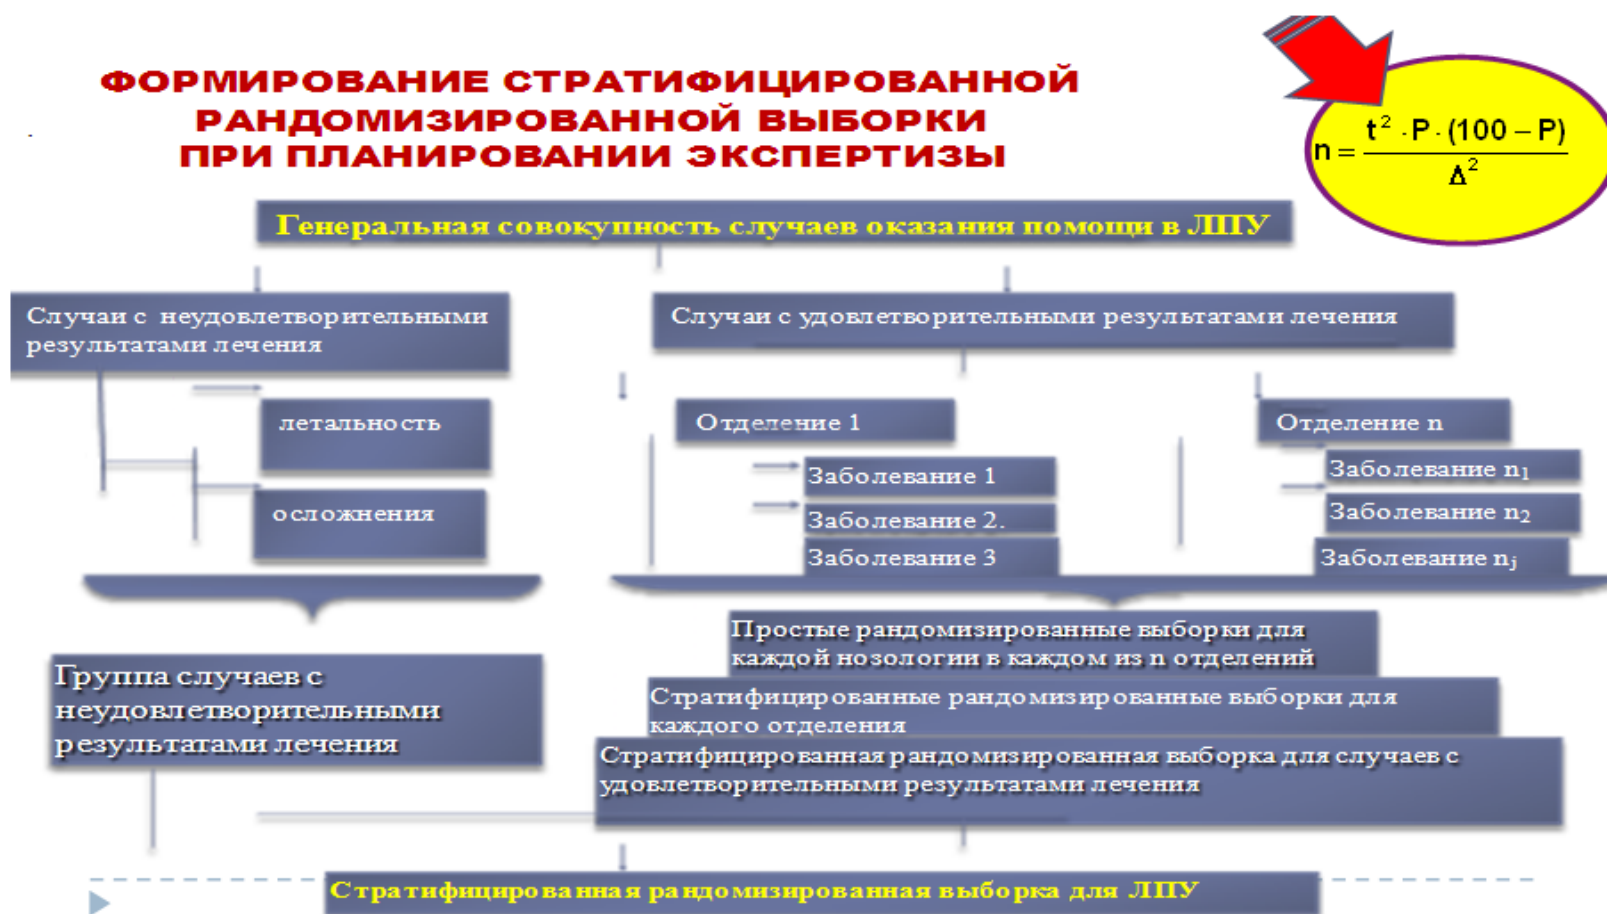 ФОРМИРОВАНИЕ СТРАТИФИЦИРОВАННОЙ
РАНДОМИЗИРОВАННОЙ ВЫБОРКИ
ПРИ ПЛАНИРОВАНИИ ЭКСПЕРТИЗЫ
n = t² · P · (100 – P) / Δ²
Генеральная совокупность случаев оказания помощи в ЛПУ
Случаи с неудовлетворительными
результатами лечения
летальность
осложнения
Случаи с удовлетворительными результатами лечения
Отделение 1
Заболевание 1
Заболевание 2.
Заболевание 3
Отделение n
Заболевание n₁
Заболевание n₂
Заболевание nⱼ
Группа случаев с
неудовлетворительными
результатами лечения
Простые рандомизированные выборки для
каждой нозологии в каждом из n отделений
Стратифицированные рандомизированные выборки для
каждого отделения
Стратифицированная рандомизированная выборка для случаев с
удовлетворительными результатами лечения
Стратифицированная рандомизированная выборка для ЛПУ